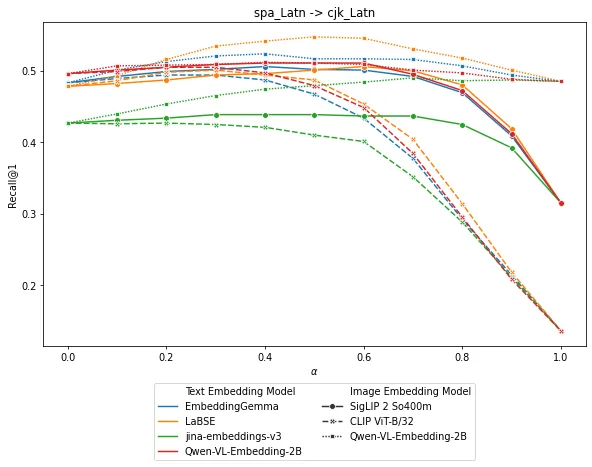 spa_Latn -> cjk_Latn
Recall@1
0.5
0.4
0.3
0.2
0.0 0.2 0.4 0.6 0.8 1.0
α
Text Embedding Model
EmbeddingGemma
LaBSE
jina-embeddings-v3
Qwen-VL-Embedding-2B
Image Embedding Model
SigLIP 2 So400m
CLIP ViT-B/32
Qwen-VL-Embedding-2B